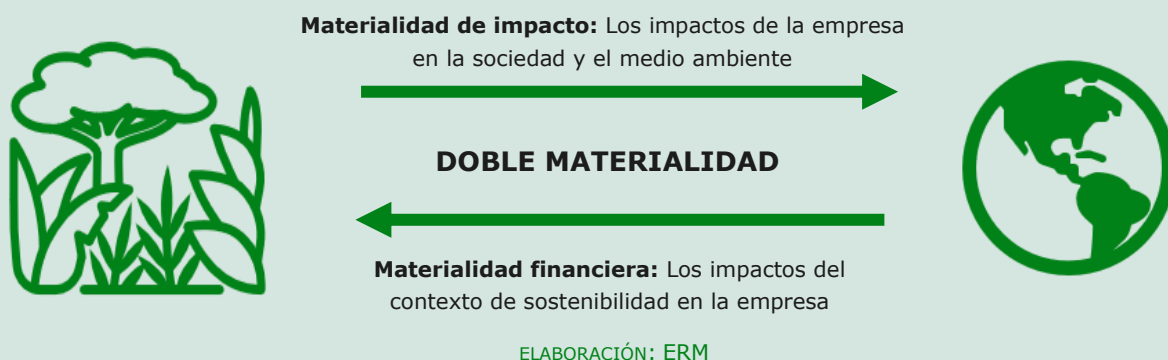 Materialidad de impacto: Los impactos de la empresa
en la sociedad y el medio ambiente
DOBLE MATERIALIDAD
Materialidad financiera: Los impactos del
contexto de sostenibilidad en la empresa
ELABORACIÓN: ERM